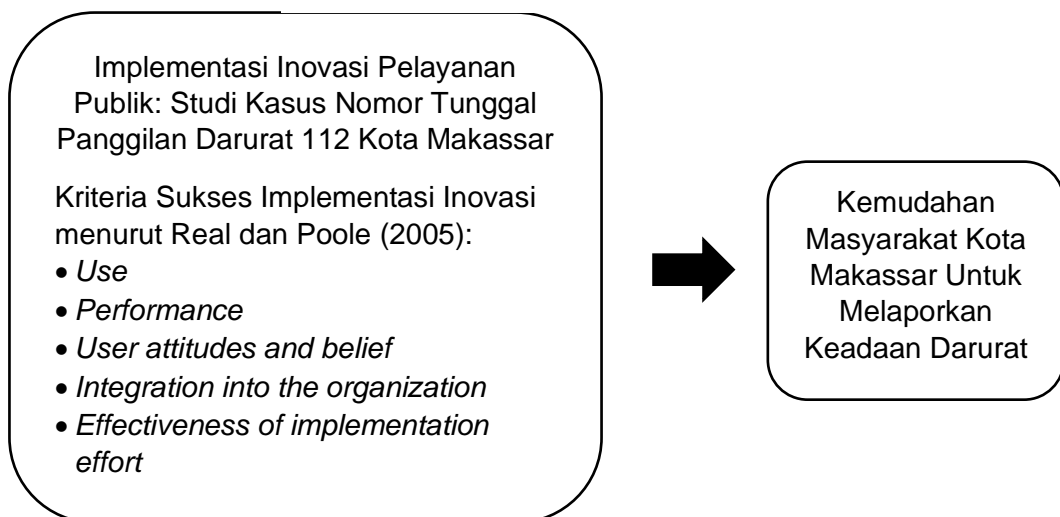 Implementasi Inovasi Pelayanan
Publik: Studi Kasus Nomor Tunggal
Panggilan Darurat 112 Kota Makassar
Kriteria Sukses Implementasi Inovasi
menurut Real dan Poole (2005):
• Use
• Performance
• User attitudes and belief
• Integration into the organization
• Effectiveness of implementation
effort
Kemudahan
Masyarakat Kota
Makassar Untuk
Melaporkan
Keadaan Darurat